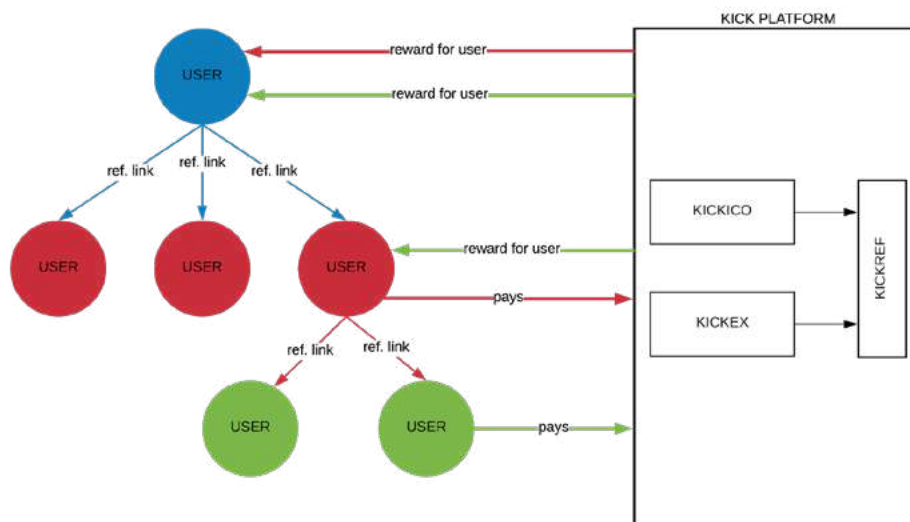 KICK PLATFORM
reward for user
USER
reward for user
ref. link
ref. link
ref. link
KICKICO
KICKREF
reward for user
USER
USER
USER
pays
KICKEX
ref. link
ref. link
USER
USER
pays